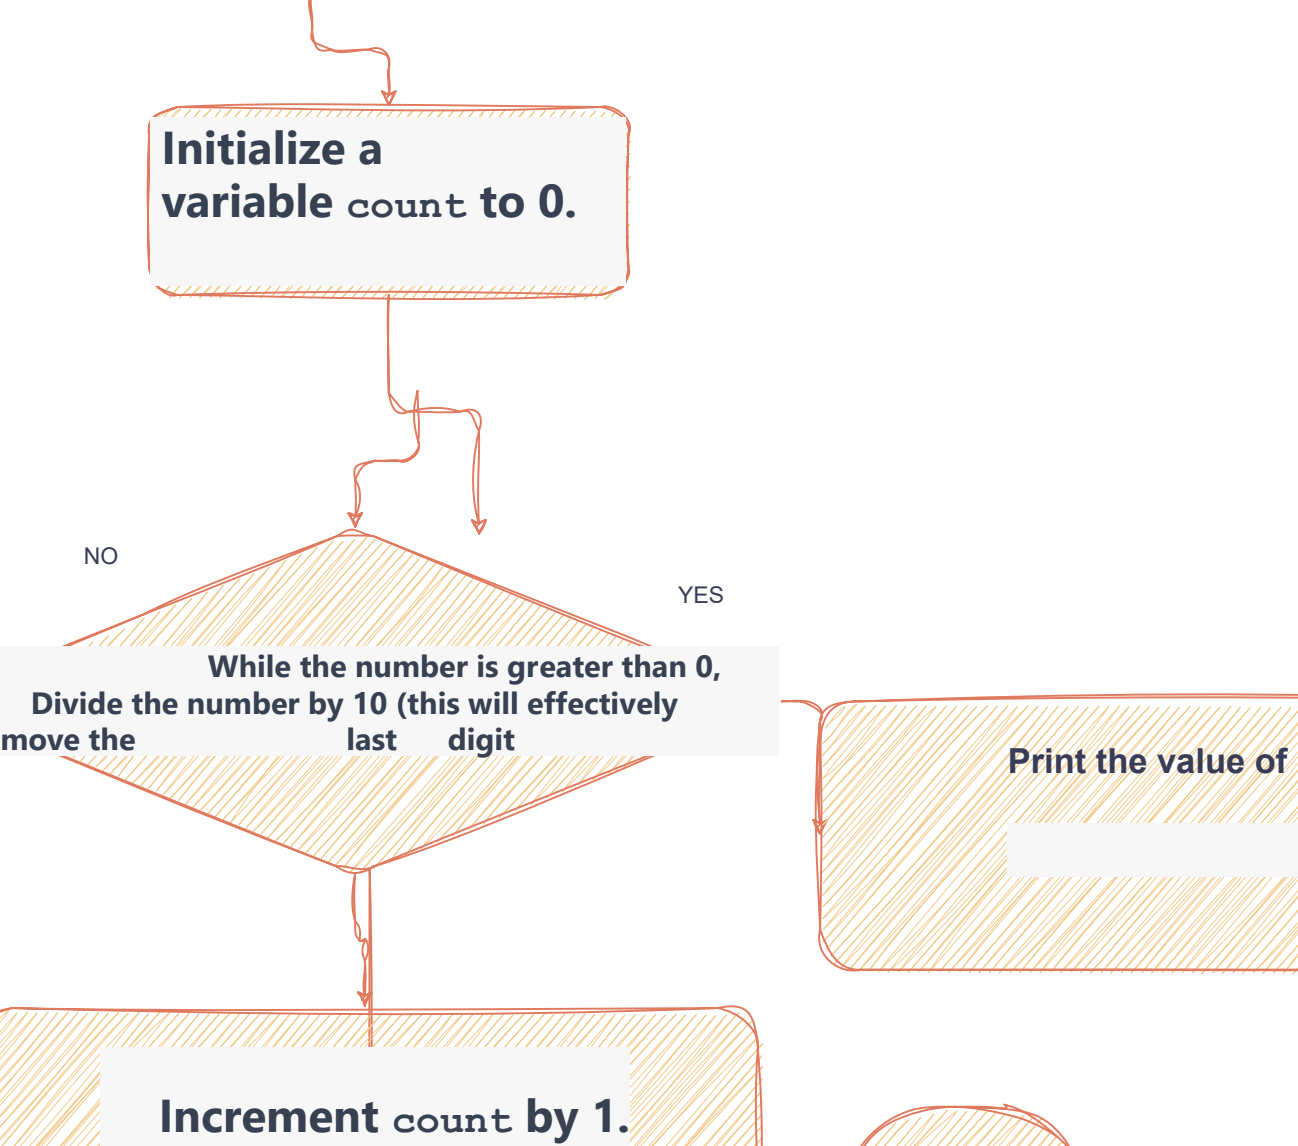 Initialize a
variable count to 0.
NO
YES
While the number is greater than 0,
Divide the number by 10 (this will effectively
move the last digit
Print the value of
Increment count by 1.